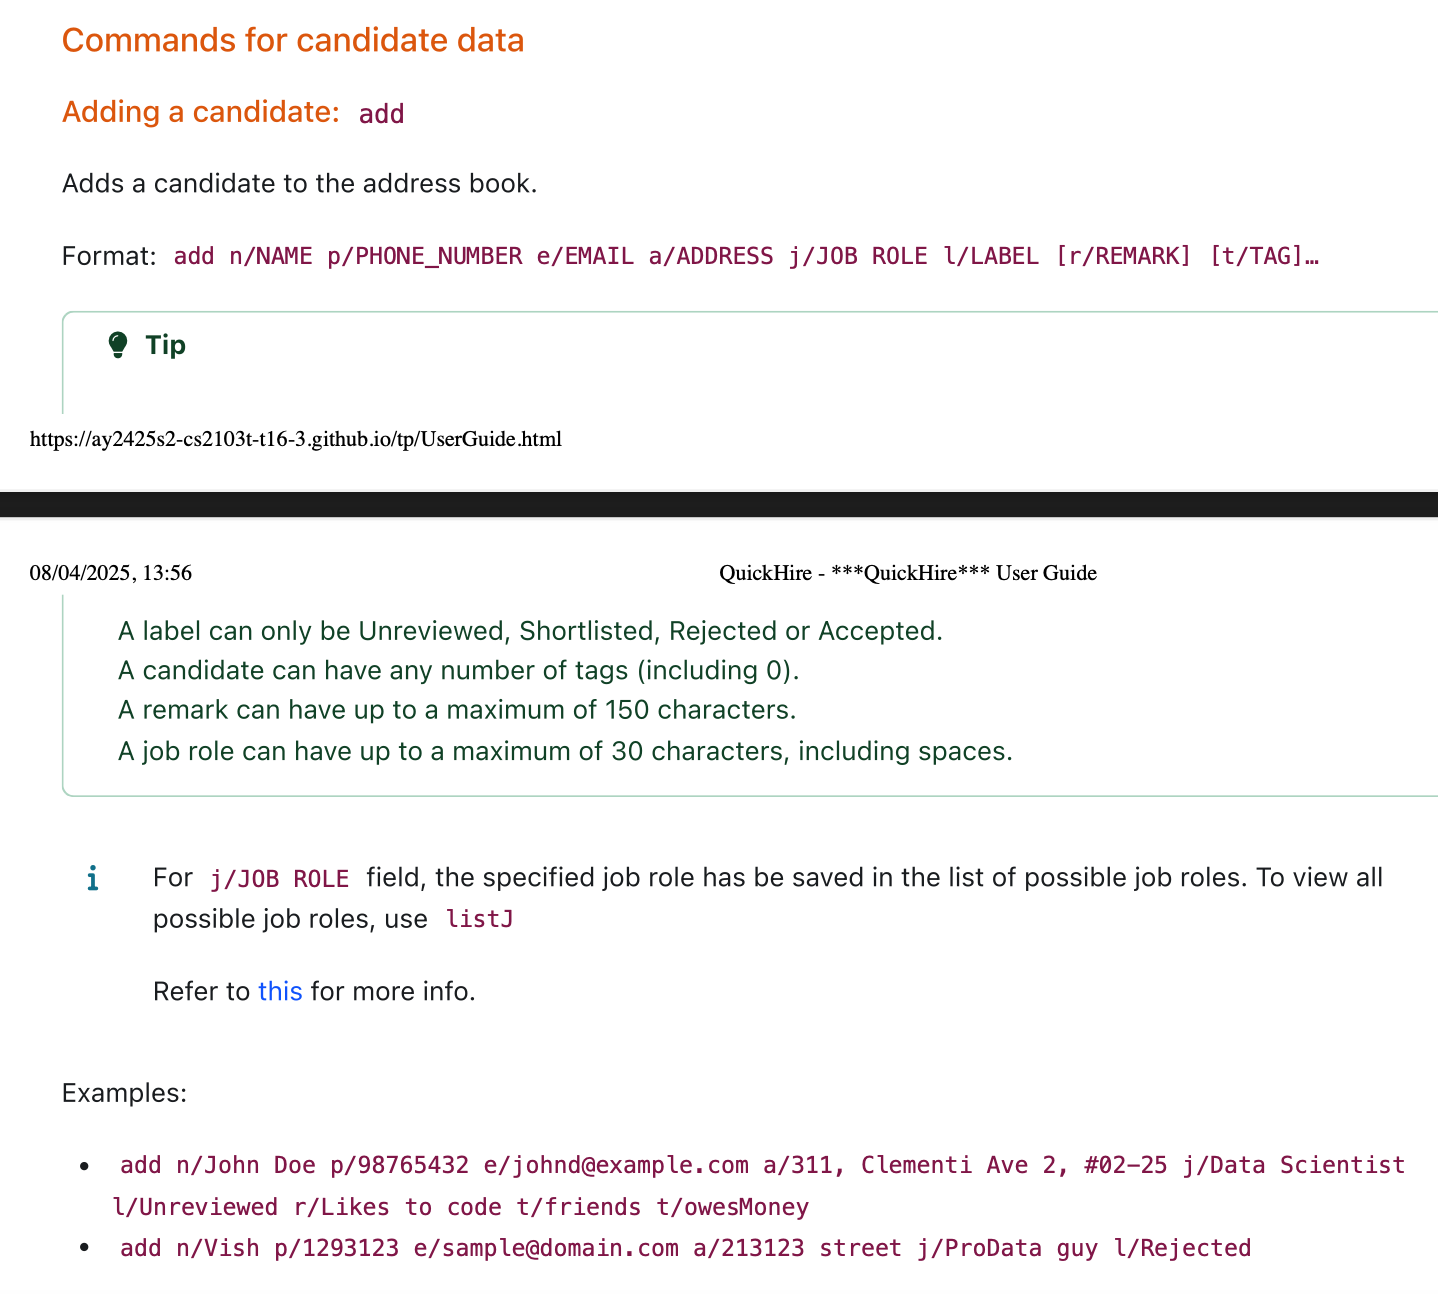 Commands for candidate data
Adding a candidate: add
Adds a candidate to the address book.
Format: add n/NAME p/PHONE_NUMBER e/EMAIL a/ADDRESS j/JOB ROLE l/LABEL [r/REMARK] [t/TAG]…
Tip
https://ay2425s2-cs2103t-t16-3.github.io/tp/UserGuide.html
08/04/2025, 13:56 QuickHire - ***QuickHire*** User Guide
A label can only be Unreviewed, Shortlisted, Rejected or Accepted.
A candidate can have any number of tags (including 0).
A remark can have up to a maximum of 150 characters.
A job role can have up to a maximum of 30 characters, including spaces.
For j/JOB ROLE field, the specified job role has be saved in the list of possible job roles. To view all
possible job roles, use listJ
Refer to this for more info.
Examples:
• add n/John Doe p/98765432 e/johnd@example.com a/311, Clementi Ave 2, #02-25 j/Data Scientist
l/Unreviewed r/Likes to code t/friends t/owesMoney
• add n/Vish p/1293123 e/sample@domain.com a/213123 street j/ProData guy l/Rejected